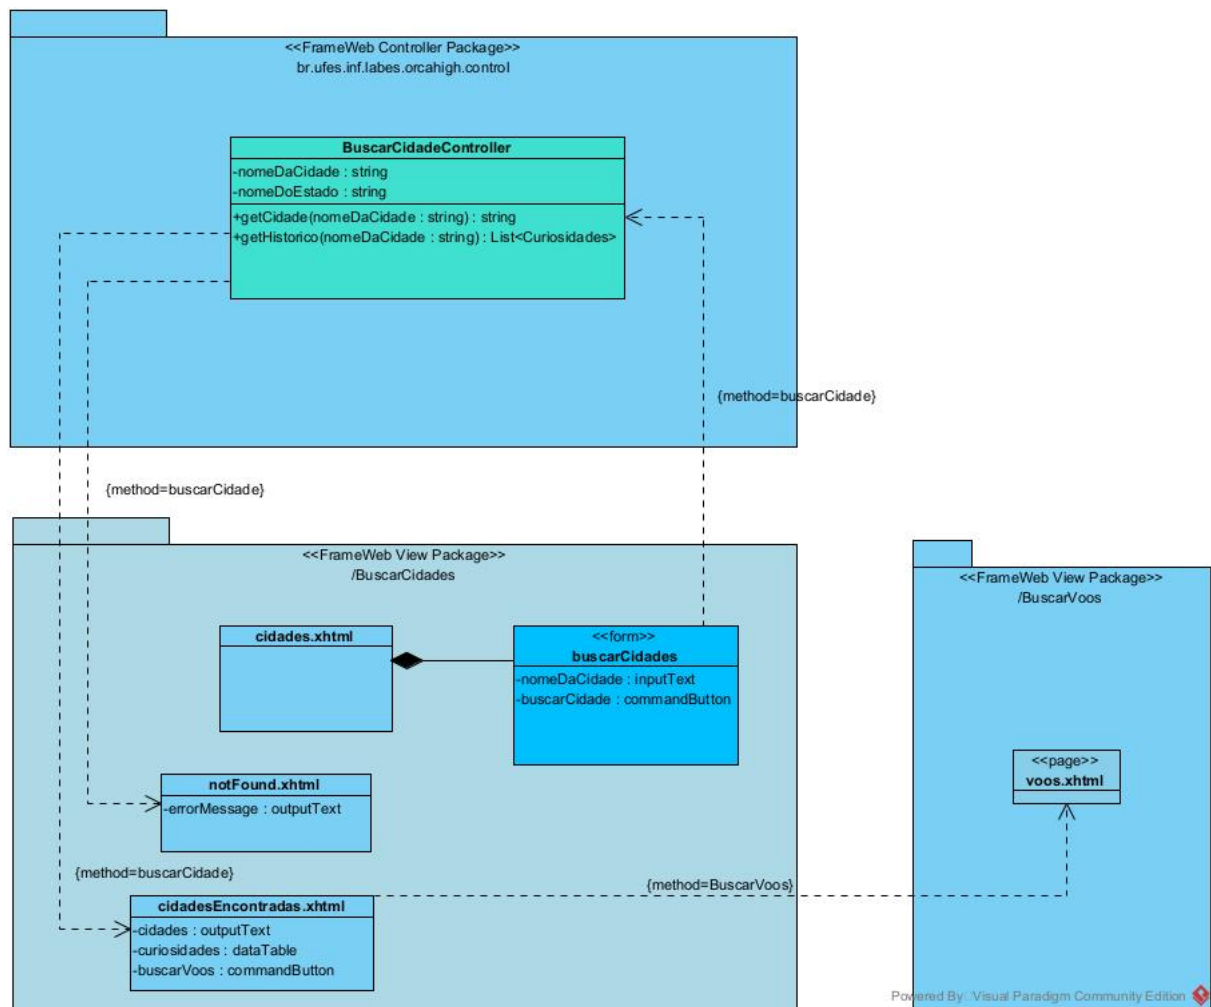 <<FrameWeb Controller Package>>
br.ufes.inf.labes.orcahigh.control
BuscarCidadeController
-nomeDaCidade : string
-nomeDoEstado : string
+getCidade(nomeDaCidade : string) : string
+getHistorico(nomeDaCidade : string) : List<Curiosidades>
{method=buscarCidade}
{method=buscarCidade}
<<FrameWeb View Package>>
/BuscarCidades
cidades.xhtml
<<form>>
buscarCidades
-nomeDaCidade : inputText
-buscarCidade : commandButton
notFound.xhtml
-errorMessage : outputText
{method=buscarCidade}
cidadesEncontradas.xhtml
-cidades : outputText
-curiosidades : dataTable
-buscarVoos : commandButton
{method=BuscarVoos}
<<FrameWeb View Package>>
/BuscarVoos
<<page>>
voos.xhtml
Powered By: Visual Paradigm Community Edition